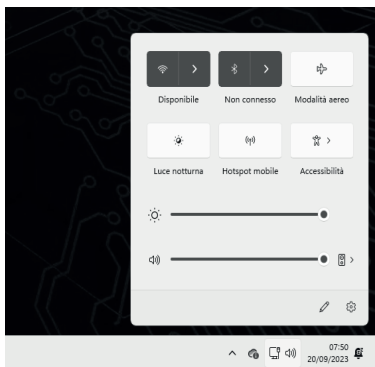 Disponibile
Non connesso
Modalità aereo
Luce notturna
Hotspot mobile
Accessibilità
07:50
20/09/2023